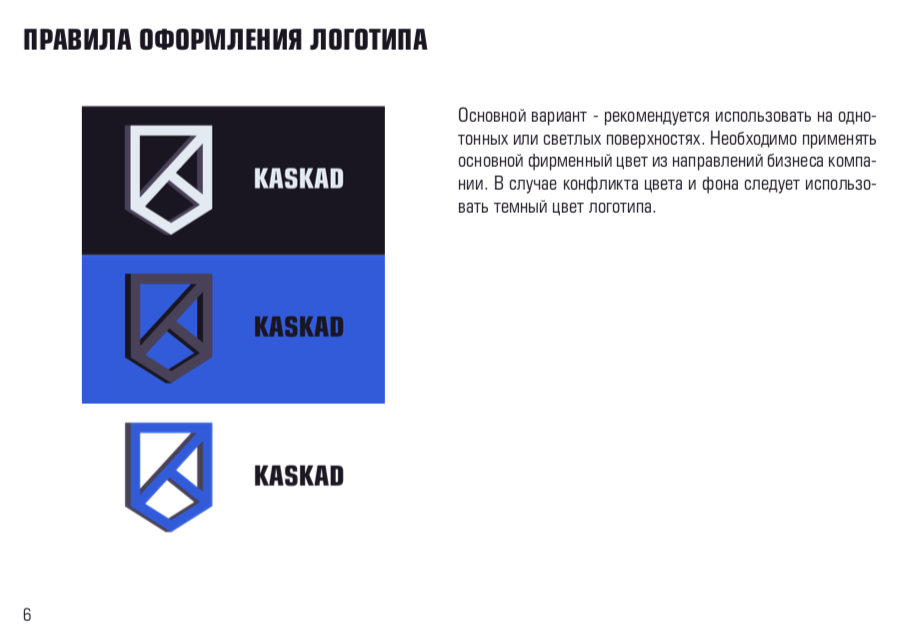 ПРАВИЛА ОФОРМЛЕНИЯ ЛОГОТИПА
KASKAD
KASKAD
KASKAD
Основной вариант - рекомендуется использовать на одно-
тонных или светлых поверхностях. Необходимо применять
основной фирменный цвет из направлений бизнеса компа-
нии. В случае конфликта цвета и фона следует использо-
вать темный цвет логотипа.
6